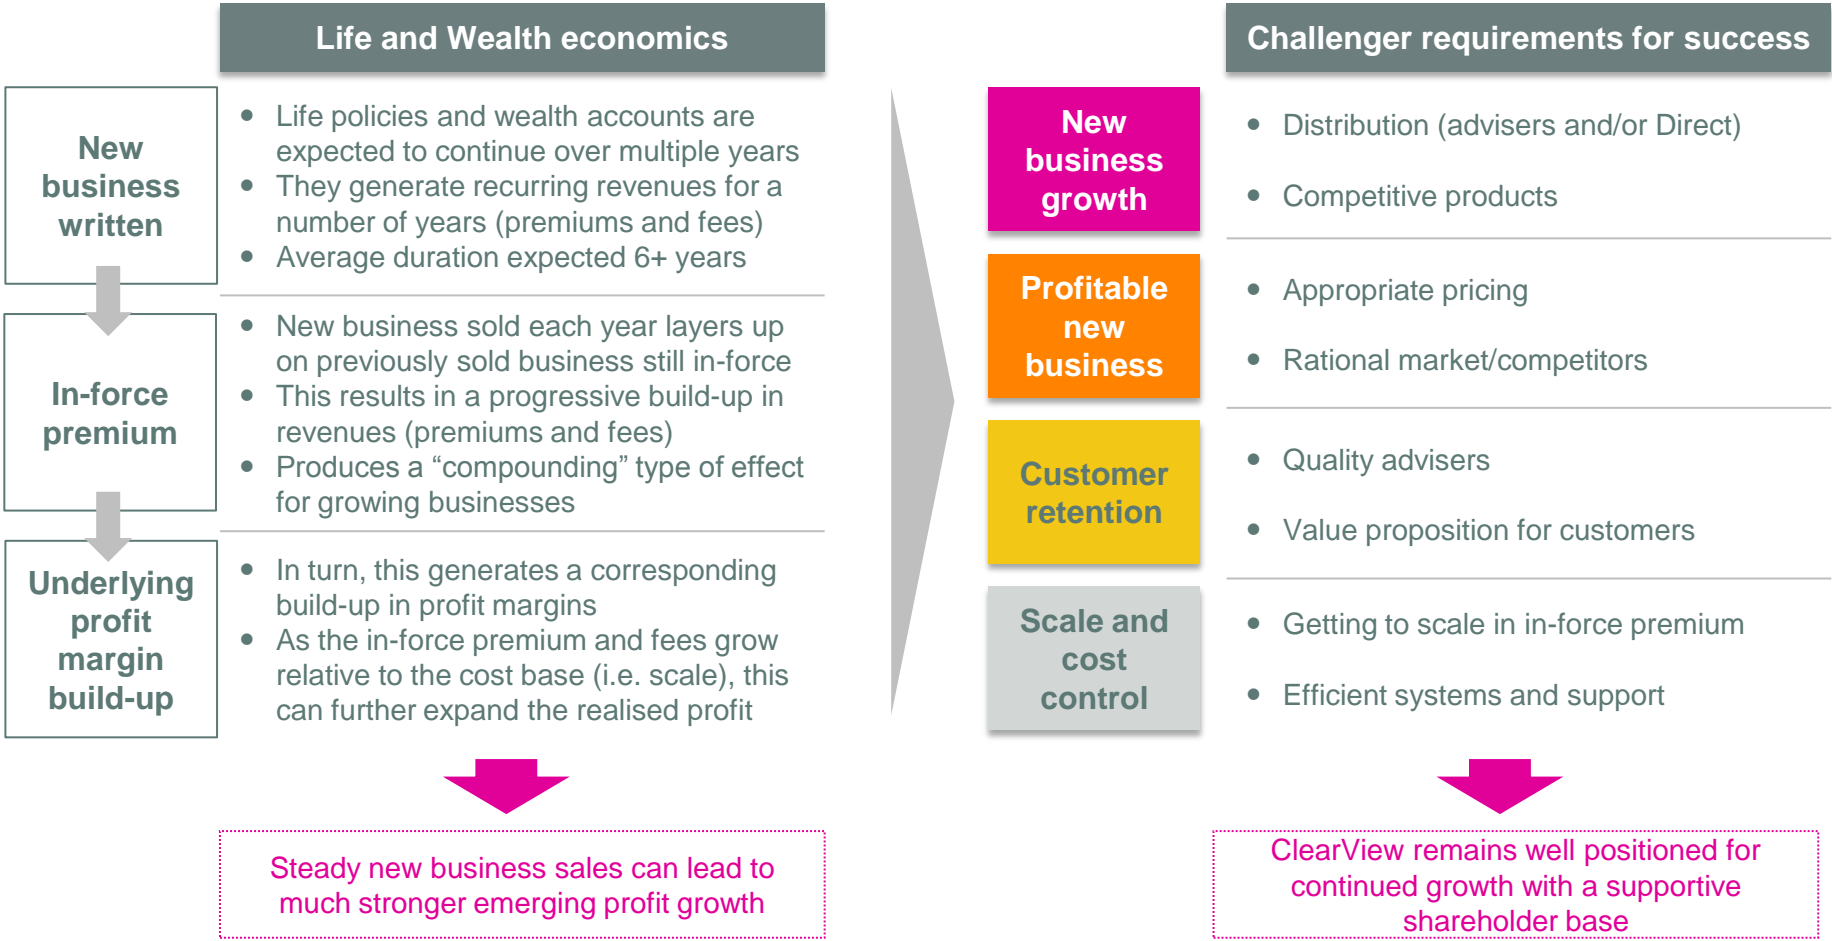 Life and Wealth economics
New
business
written
• Life policies and wealth accounts are
expected to continue over multiple years
• They generate recurring revenues for a
number of years (premiums and fees)
• Average duration expected 6+ years
In-force
premium
• New business sold each year layers up
on previously sold business still in-force
• This results in a progressive build-up in
revenues (premiums and fees)
• Produces a “compounding” type of effect
for growing businesses
Underlying
profit
margin
build-up
• In turn, this generates a corresponding
build-up in profit margins
• As the in-force premium and fees grow
relative to the cost base (i.e. scale), this
can further expand the realised profit
Steady new business sales can lead to
much stronger emerging profit growth
Challenger requirements for success
New
business
growth
• Distribution (advisers and/or Direct)
• Competitive products
Profitable
new
business
• Appropriate pricing
• Rational market/competitors
Customer
retention
• Quality advisers
• Value proposition for customers
Scale and
cost
control
• Getting to scale in in-force premium
• Efficient systems and support
ClearView remains well positioned for
continued growth with a supportive
shareholder base